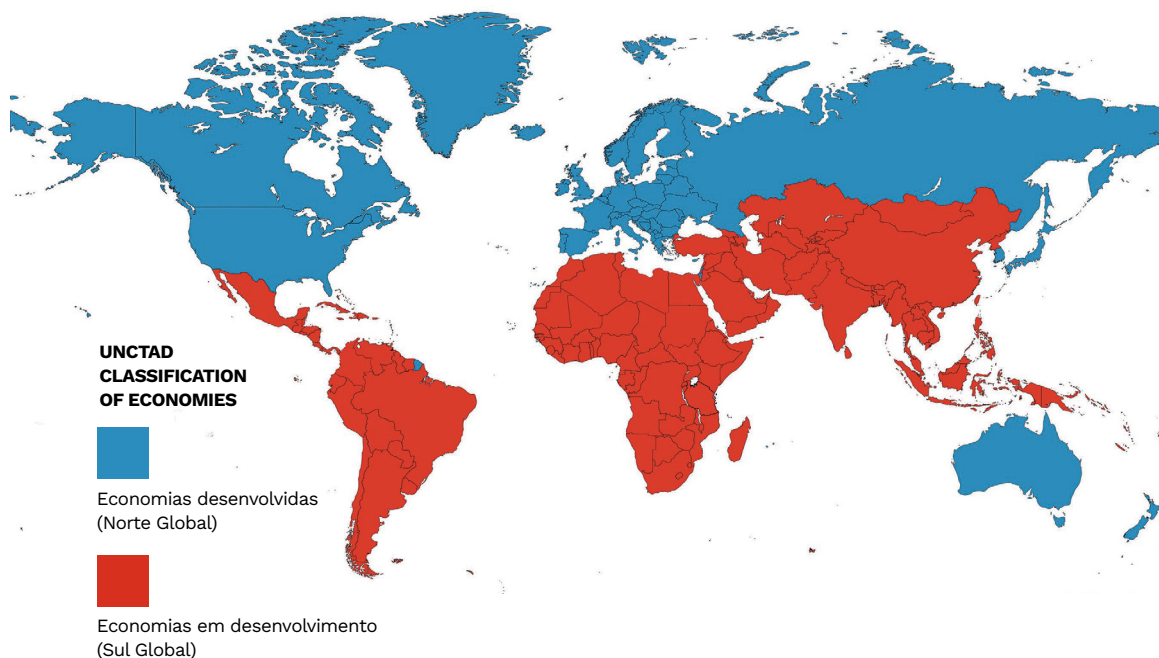 UNCTAD
CLASSIFICATION
OF ECONOMIES
Economias desenvolvidas
(Norte Global)
Economias em desenvolvimento
(Sul Global)